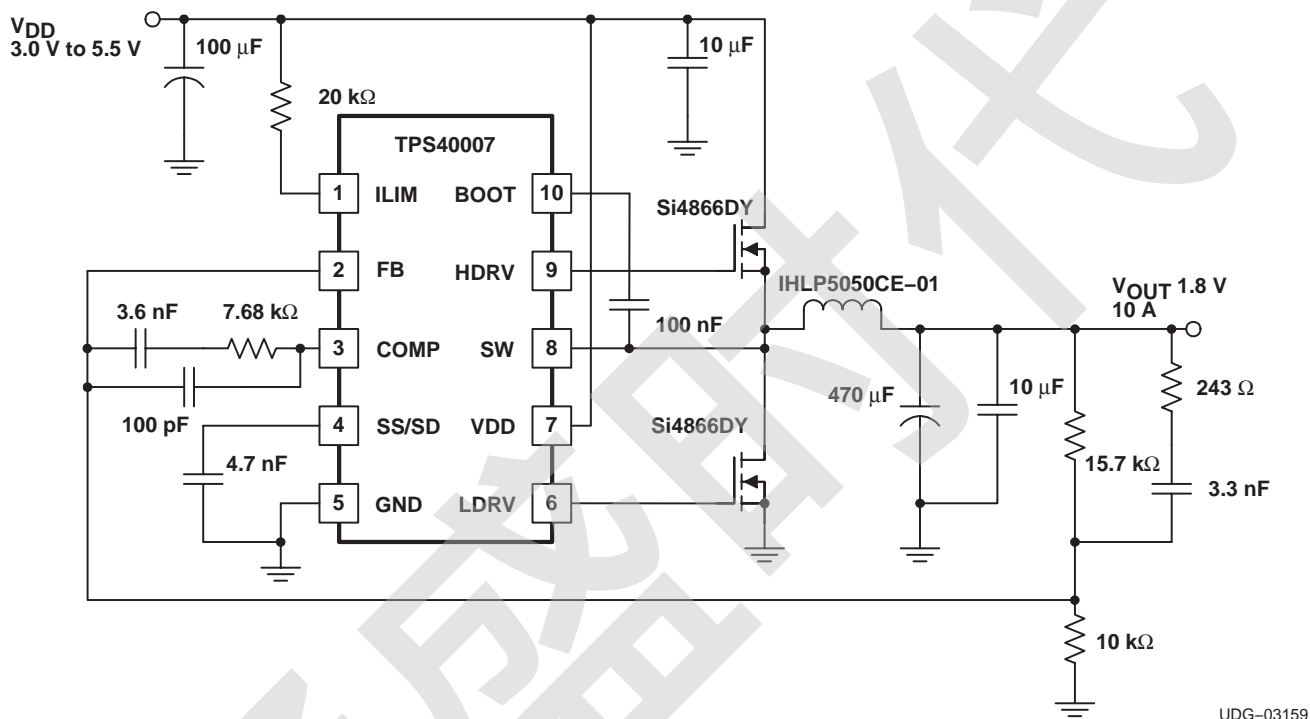 VDD
3.0 V to 5.5 V
100 μF
10 μF
20 kΩ
TPS40007
1 ILIM BOOT 10
Si4866DY
2 FB HDRV 9
IHLP5050CE–01
VOUT 1.8 V
10 A
3.6 nF 7.68 kΩ
100 nF
3 COMP SW 8
470 μF
10 μF
243 Ω
100 pF
4 SS/SD VDD 7
Si4866DY
4.7 nF
15.7 kΩ
3.3 nF
5 GND LDRV 6
10 kΩ
UDG–03159
盛时代